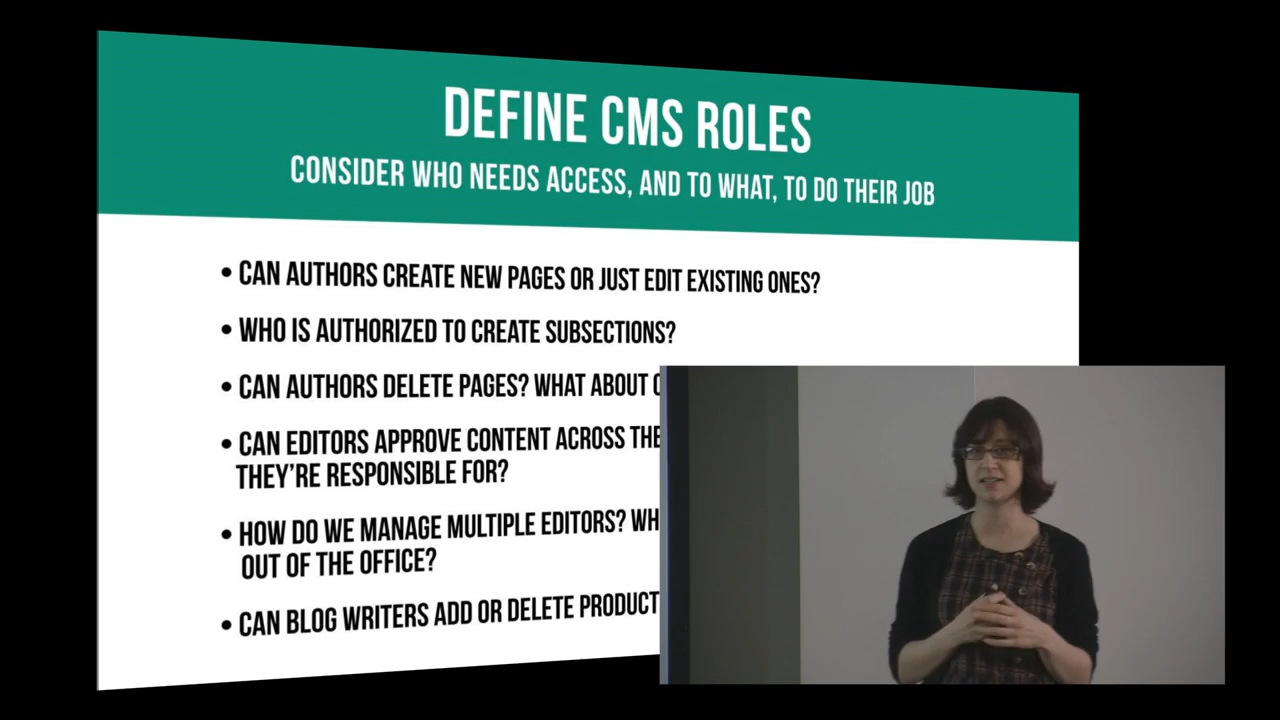 DEFINE CMS ROLES
CONSIDER WHO NEEDS ACCESS, AND TO WHAT, TO DO THEIR JOB
• CAN AUTHORS CREATE NEW PAGES OR JUST EDIT EXISTING ONES?
• WHO IS AUTHORIZED TO CREATE SUBSECTIONS?
• CAN AUTHORS DELETE PAGES? WHAT ABOUT
• CAN EDITORS APPROVE CONTENT ACROSS THE
THEY'RE RESPONSIBLE FOR?
• HOW DO WE MANAGE MULTIPLE EDITORS?
OUT OF THE OFFICE?
• CAN BLOG WRITERS ADD OR DELETE PRODUCT